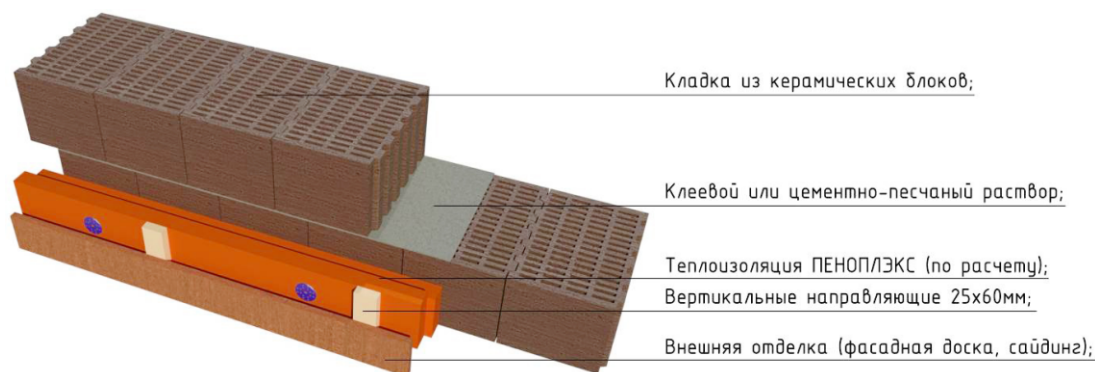 Кладка из керамических блоков;
Клеевой или цементно-песчаный раствор;
Теплоизоляция ПЕНОПЛЭКС (по расчету);
Вертикальные направляющие 25х60мм;
Внешняя отделка (фасадная доска, сайдинг);